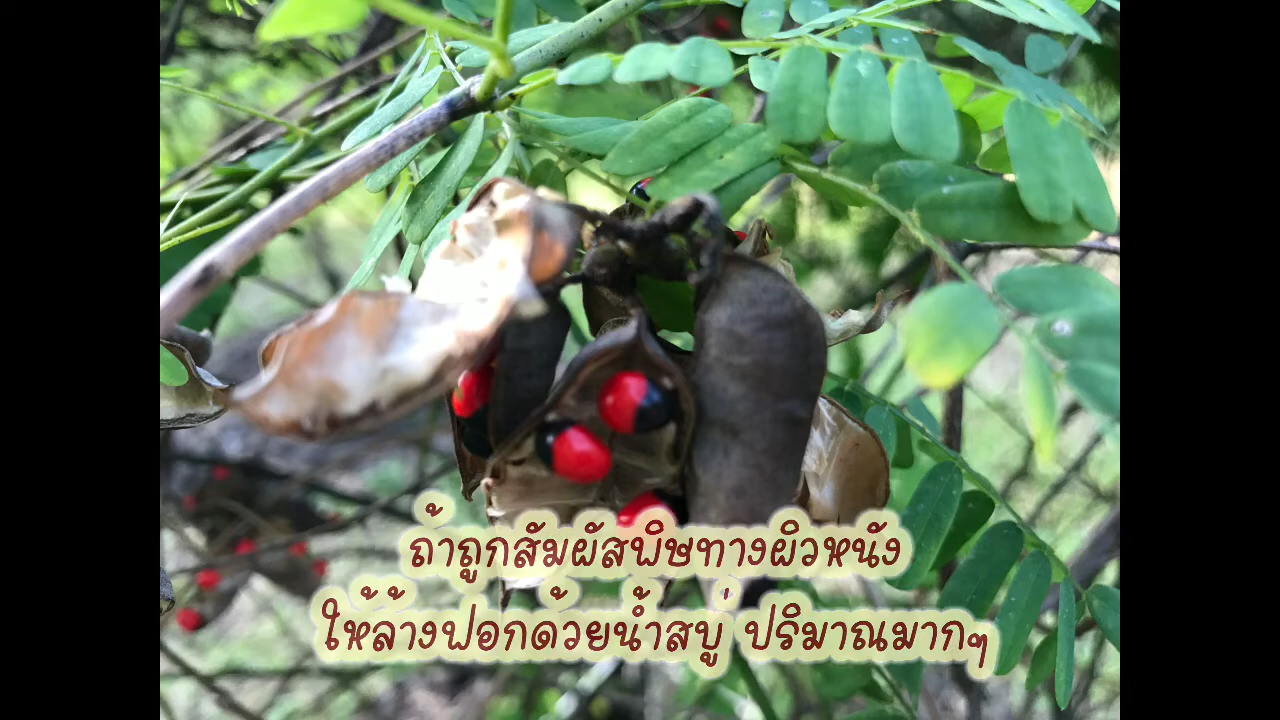 ถ้าถูกสัมผัสพิษทางผิวหนัง
ให้ล้างฟอกด้วยน้ำสบู่ ปริมาณมากๆ